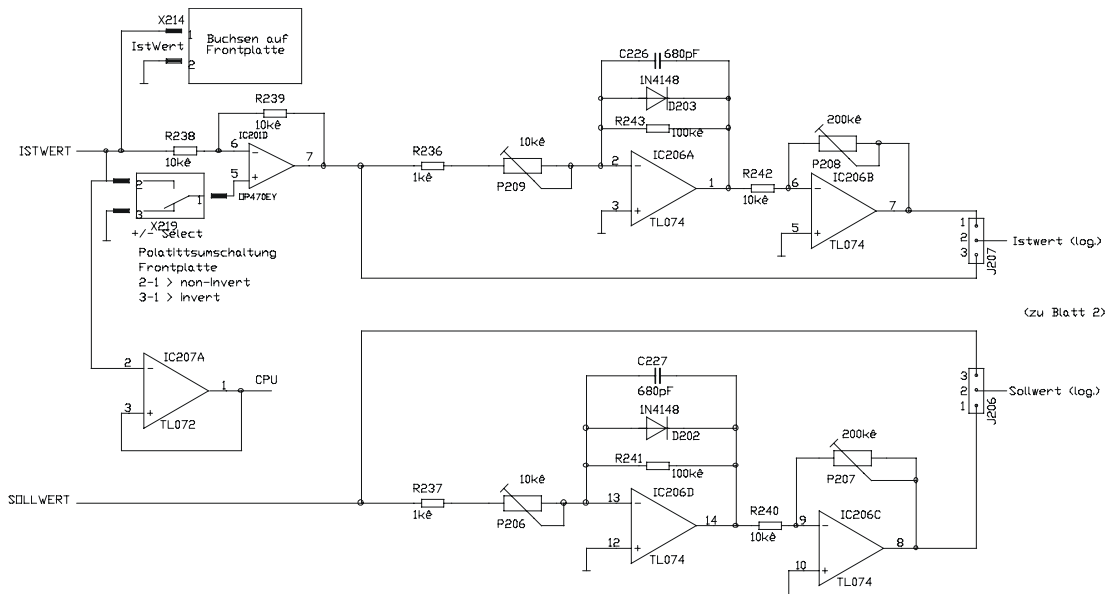 X214
1
2
Buchsen auf
Frontplatte
IstWert
R239
10kê
ISTWERT
R238
10kê
6
IC201D
7
5
OP470EY
2
1
3
X219
+/- Select
Polatittsumschaltung
Frontplatte
2-1 > non-Invert
3-1 > Invert
C226
680pF
1N4148
D203
R243
100kê
R236
1kê
10kê
P209
2
IC206A
1
3
TL074
R242
10kê
200kê
P208
6
IC206B
7
5
TL074
1
2
3
J207
Istwert (log.)
(zu Blatt 2)
2
IC207A
1
CPU
3
TL072
C227
680pF
1N4148
D202
R241
100kê
3
2
1
J206
Sollwert (log.)
SOLLWERT
R237
1kê
10kê
P206
13
IC206D
14
12
TL074
R240
10kê
200kê
P207
9
IC206C
8
10
TL074